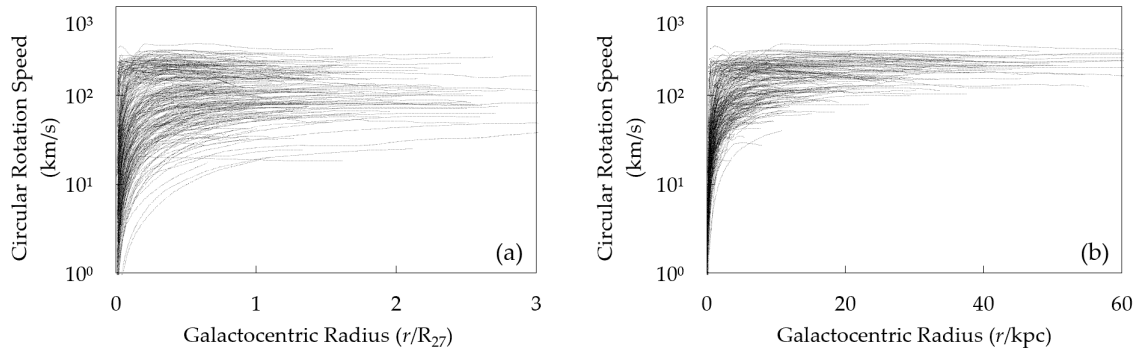 Circular Rotation Speed
(km/s)
10³
10²
10¹
10⁰
0
1
2
3
(a)
Galactocentric Radius (r/R₂₇)
Circular Rotation Speed
(km/s)
10³
10²
10¹
10⁰
0
20
40
60
(b)
Galactocentric Radius (r/kpc)